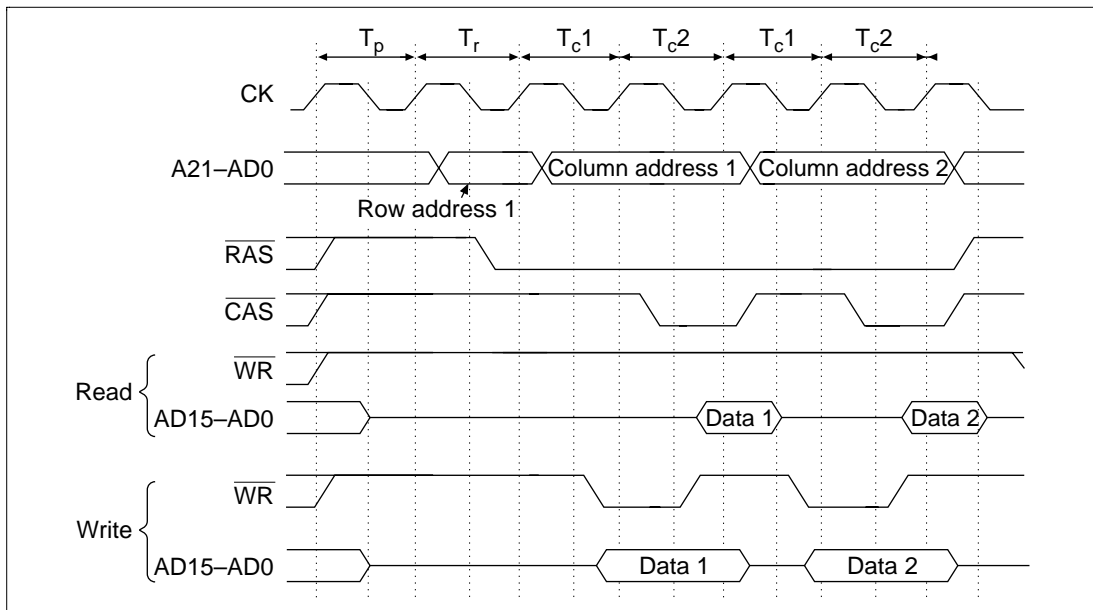 Tp Tr Tc1 Tc2 Tc1 Tc2
CK
A21–AD0 Column address 1 Column address 2
Row address 1
RAS
CAS
Read
WR
AD15–AD0 Data 1 Data 2
Write
WR
AD15–AD0 Data 1 Data 2